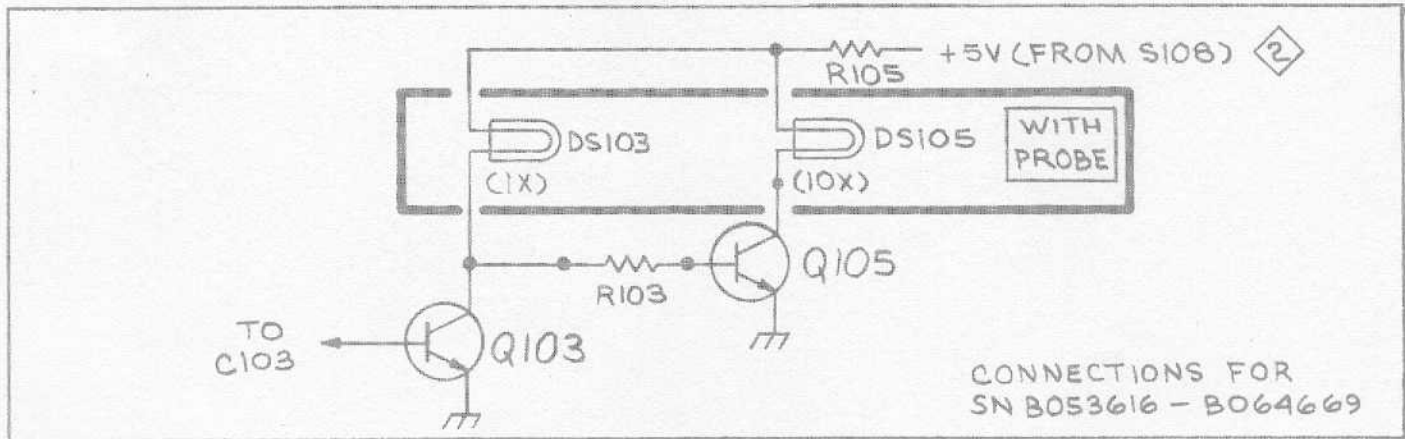 +5V (FROM S108) 2
R105
DS103
DS105
WITH
PROBE
(1X)
(10X)
Q105
R103
TO
C103
Q103
CONNECTIONS FOR
SN B053616 - B064669